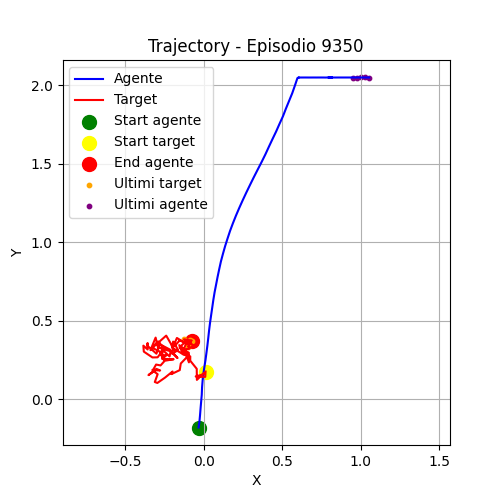 Trajectory - Episodio 9350
Agente
Target
Start agente
Start target
End agente
Ultimi target
Ultimi agente
Y
2.0
1.5
1.0
0.5
0.0
−0.5
0.0
0.5
1.0
1.5
X